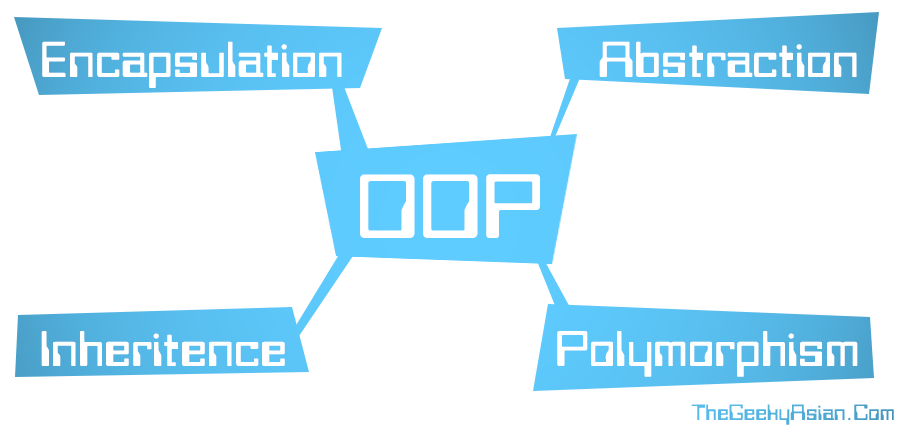 Encapsulation
Abstraction
OOP
Inheritence
Polymorphism
TheGeekyAsian.Com